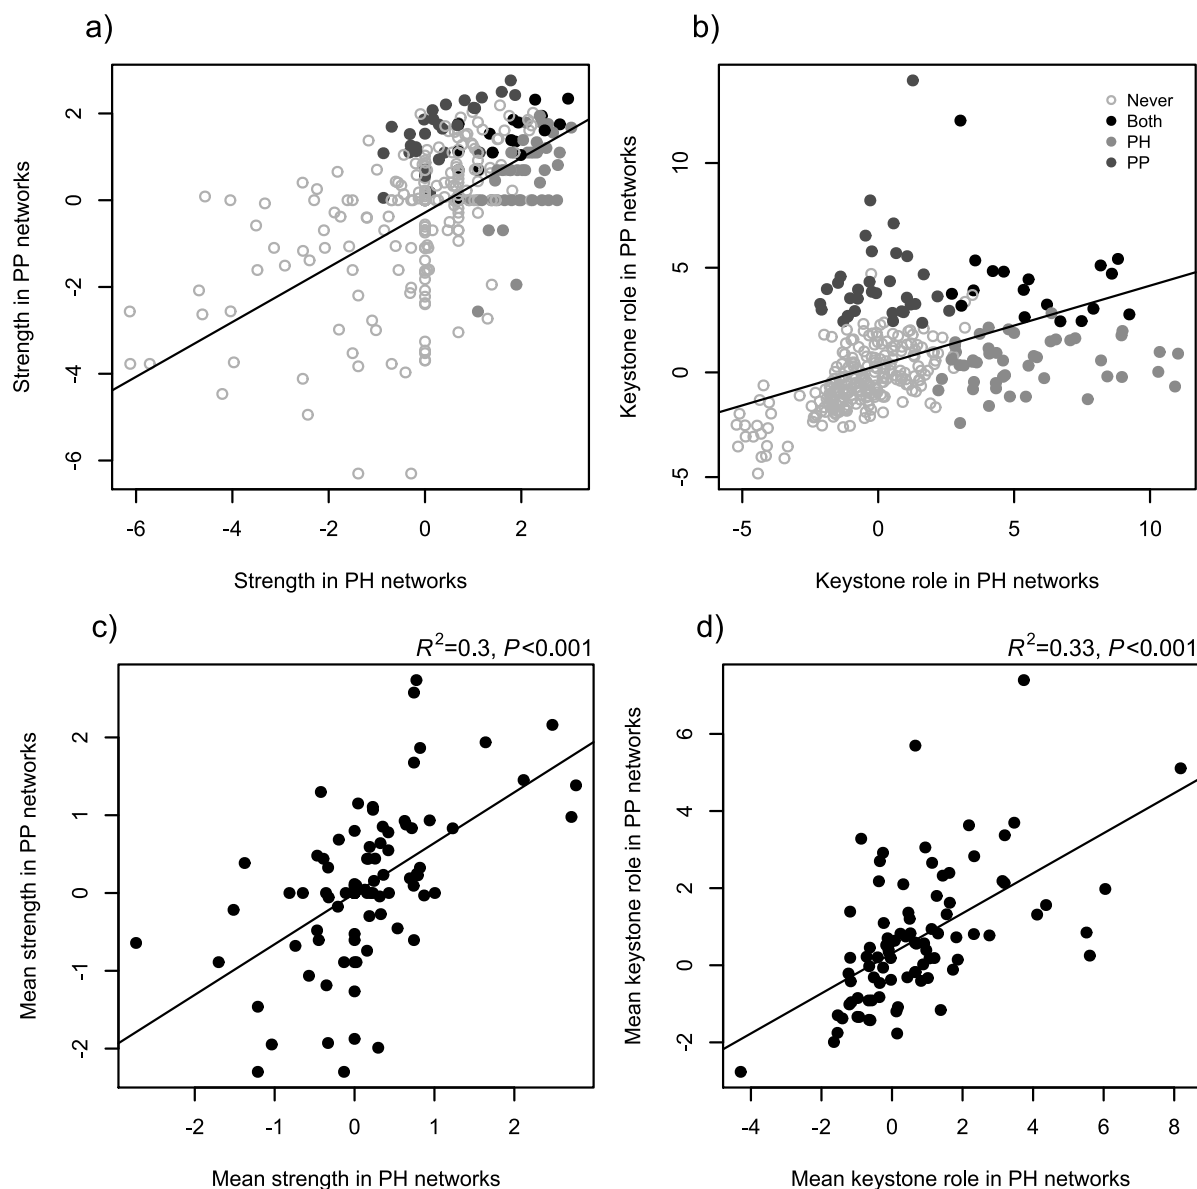 a)
Strength in PP networks
2
0
-2
-4
-6
-6
-4
-2
0
2
Strength in PH networks
b)
Keystone role in PP networks
10
5
0
-5
Never
Both
PH
PP
-5
0
5
10
Keystone role in PH networks
c)
R²=0.3, P<0.001
Mean strength in PP networks
2
1
0
-1
-2
-2
-1
0
1
2
Mean strength in PH networks
d)
R²=0.33, P<0.001
Mean keystone role in PP networks
6
4
2
0
-2
-4
-2
0
2
4
6
8
Mean keystone role in PH networks